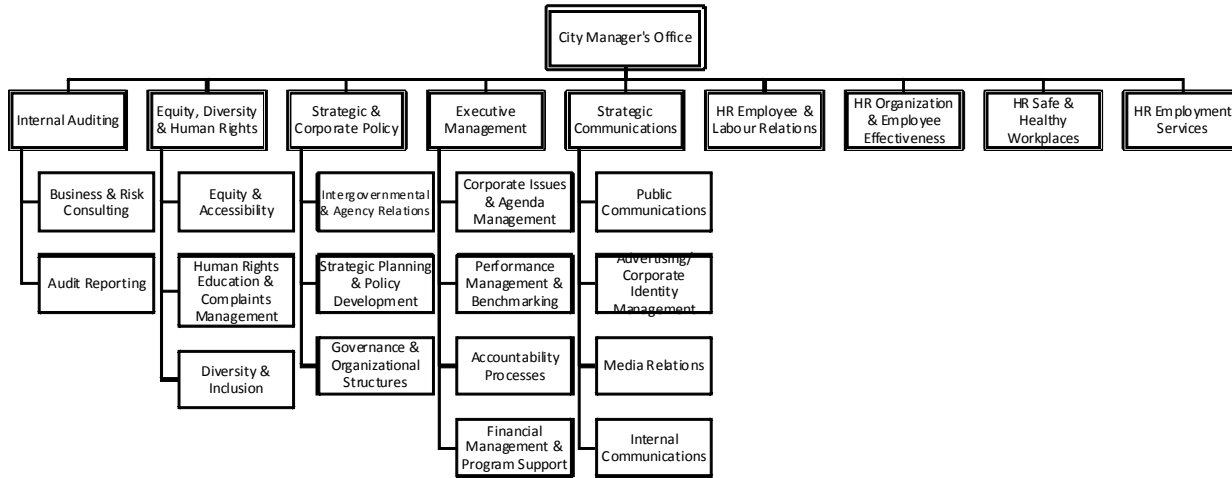 City Manager's Office
Internal Auditing
Equity, Diversity
& Human Rights
Strategic &
Corporate Policy
Executive
Management
Strategic
Communications
HR Employee &
Labour Relations
HR Organization
& Employee
Effectiveness
HR Safe &
Healthy
Workplaces
HR Employment
Services
Business & Risk
Consulting
Audit Reporting
Equity &
Accessibility
Human Rights
Education &
Complaints
Management
Diversity &
Inclusion
Intergovernmental
& Agency Relations
Strategic Planning
& Policy
Development
Governance &
Organizational
Structures
Corporate Issues
& Agenda
Management
Performance
Management &
Benchmarking
Accountability
Processes
Financial
Management &
Program Support
Public
Communications
Advertising/
Corporate
Identity
Management
Media Relations
Internal
Communications